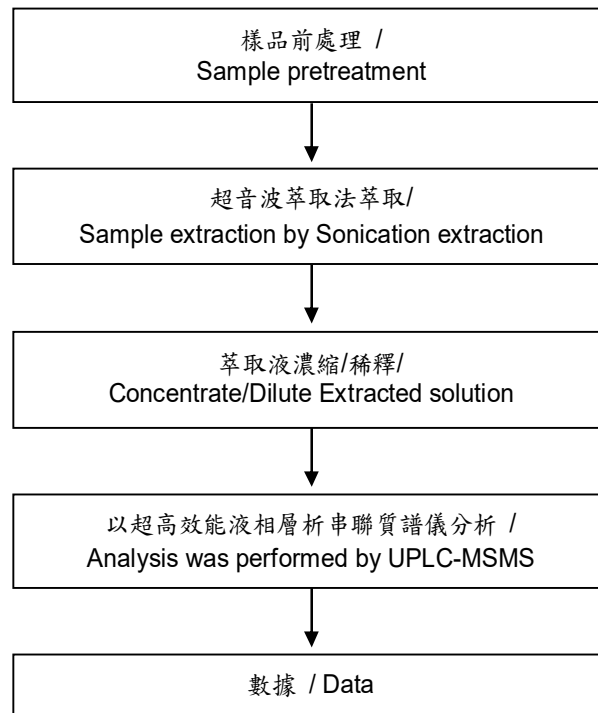 樣品前處理 /
Sample pretreatment
超音波萃取法萃取/
Sample extraction by Sonication extraction
萃取液濃縮/稀釋/
Concentrate/Dilute Extracted solution
以超高效能液相層析串聯質譜儀分析 /
Analysis was performed by UPLC-MSMS
數據 / Data